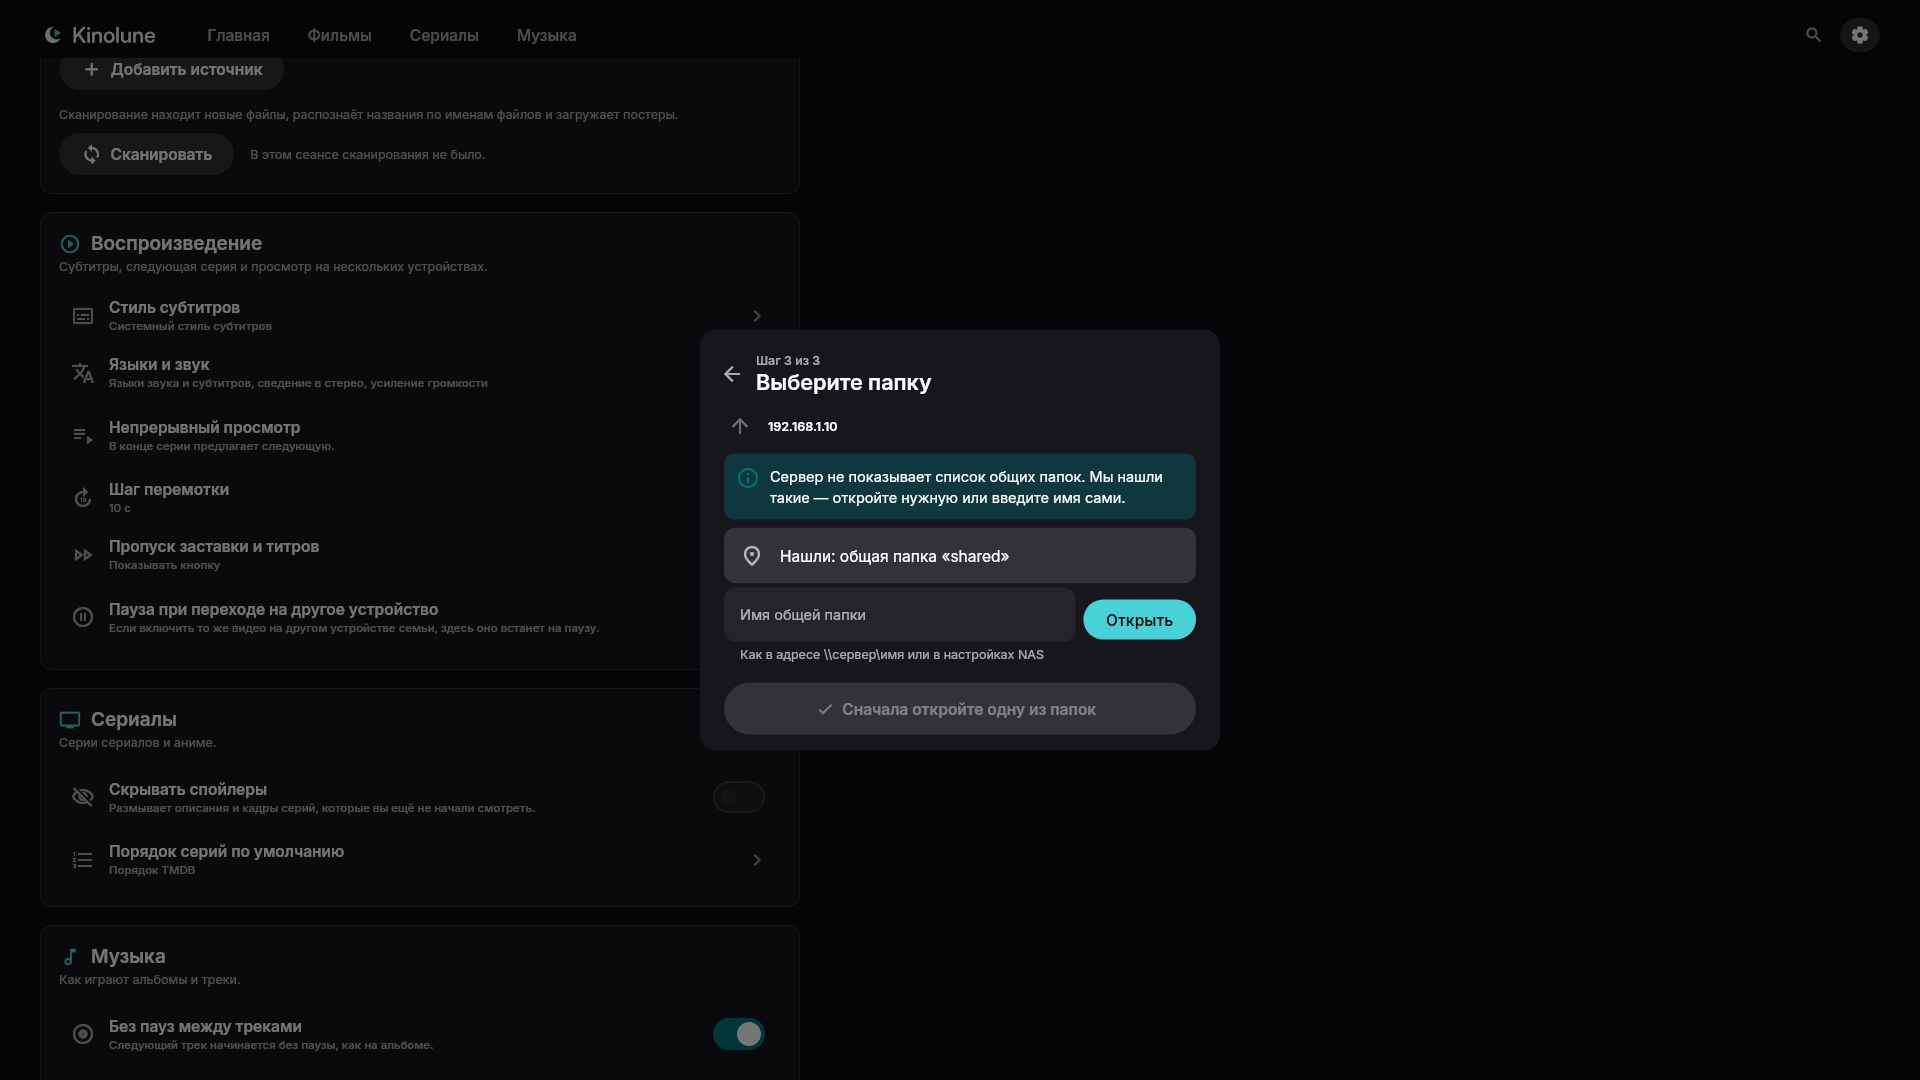 Kinolune
Главная
Фильмы
Сериалы
Музыка
Добавить источник
Сканирование находит новые файлы, распознаёт названия по именам файлов и загружает постеры.
Сканировать
В этом сеансе сканирования не было.
Воспроизведение
Субтитры, следующая серия и просмотр на нескольких устройствах.
Стиль субтитров
Системный стиль субтитров
Языки и звук
Языки звука и субтитров, сведение в стерео, усиление громкости
Непрерывный просмотр
В конце серии предлагает следующую.
Шаг перемотки
10 с
Пропуск заставки и титров
Показывать кнопку
Пауза при переходе на другое устройство
Если включить то же видео на другом устройстве семьи, здесь оно встанет на паузу.
Сериалы
Серии сериалов и аниме.
Скрывать спойлеры
Размывает описания и кадры серий, которые вы ещё не начали смотреть.
Порядок серий по умолчанию
Порядок TMDB
Музыка
Как играют альбомы и треки.
Без пауз между треками
Следующий трек начинается без паузы, как на альбоме.
Шаг 3 из 3
Выберите папку
192.168.1.10
Сервер не показывает список общих папок. Мы нашли
такие — откройте нужную или введите имя сами.
Нашли: общая папка «shared»
Имя общей папки
Открыть
Как в адресе \\сервер\имя или в настройках NAS
Сначала откройте одну из папок